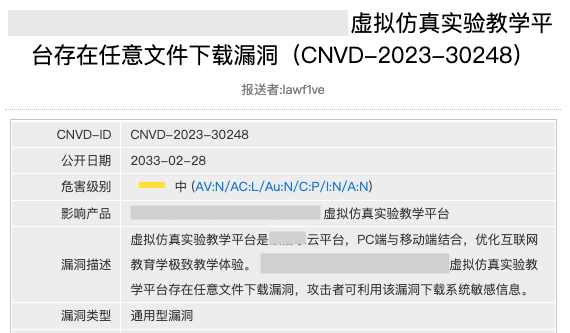 虚拟仿真实验教学平
台存在任意文件下载漏洞（CNVD-2023-30248）
报送者:lawf1ve
CNVD-ID CNVD-2023-30248
公开日期 2033-02-28
危害级别 中 (AV:N/AC:L/Au:N/C:P/I:N/A:N)
影响产品 虚拟仿真实验教学平台
虚拟仿真实验教学平台是 云平台，PC端与移动端结合，优化互联网
漏洞描述 教育学极致教学体验。 虚拟仿真实验教
学平台存在任意文件下载漏洞，攻击者可利用该漏洞下载系统敏感信息。
漏洞类型 通用型漏洞